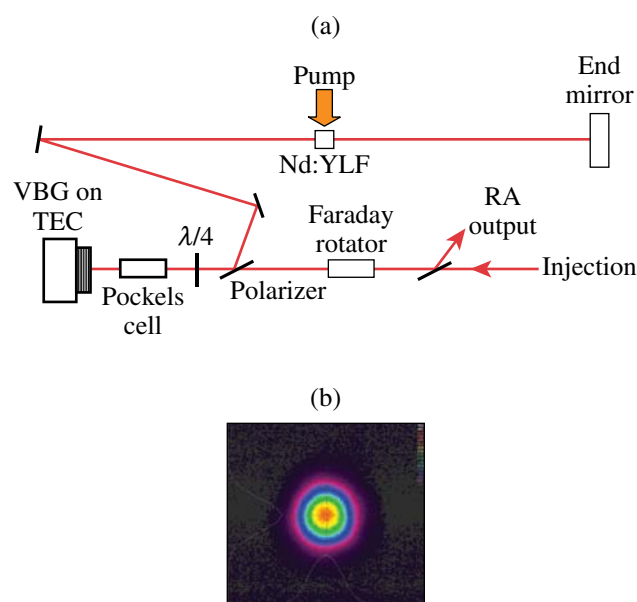 (a)
Pump
End
mirror
Nd:YLF
VBG on
TEC
λ/4
Faraday
rotator
RA
output
Injection
Polarizer
Pockels
cell
(b)